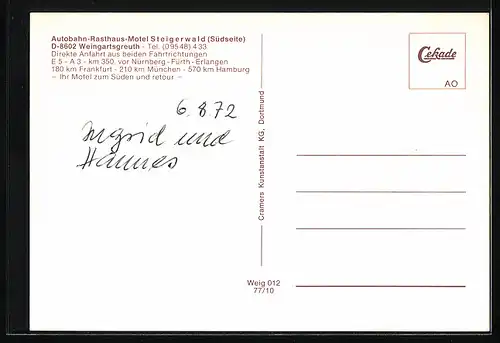 Autobahn-Rasthaus-Motel Steigerwald (Südseite)
D-8602 Weingartsgreuth - Tel. (09548) 433
Direkte Anfahrt aus beiden Fahrtrichtungen
E 5 - A 3 - km 350, vor Nürnberg - Fürth - Erlangen
180 km Frankfurt - 210 km München - 570 km Hamburg
– Ihr Motel zum Süden und retour –
Cekade
AO
6.8.72
Ingrid und
Hannes
Cramers Kunstanstalt KG, Dortmund
Weig 012
77/10